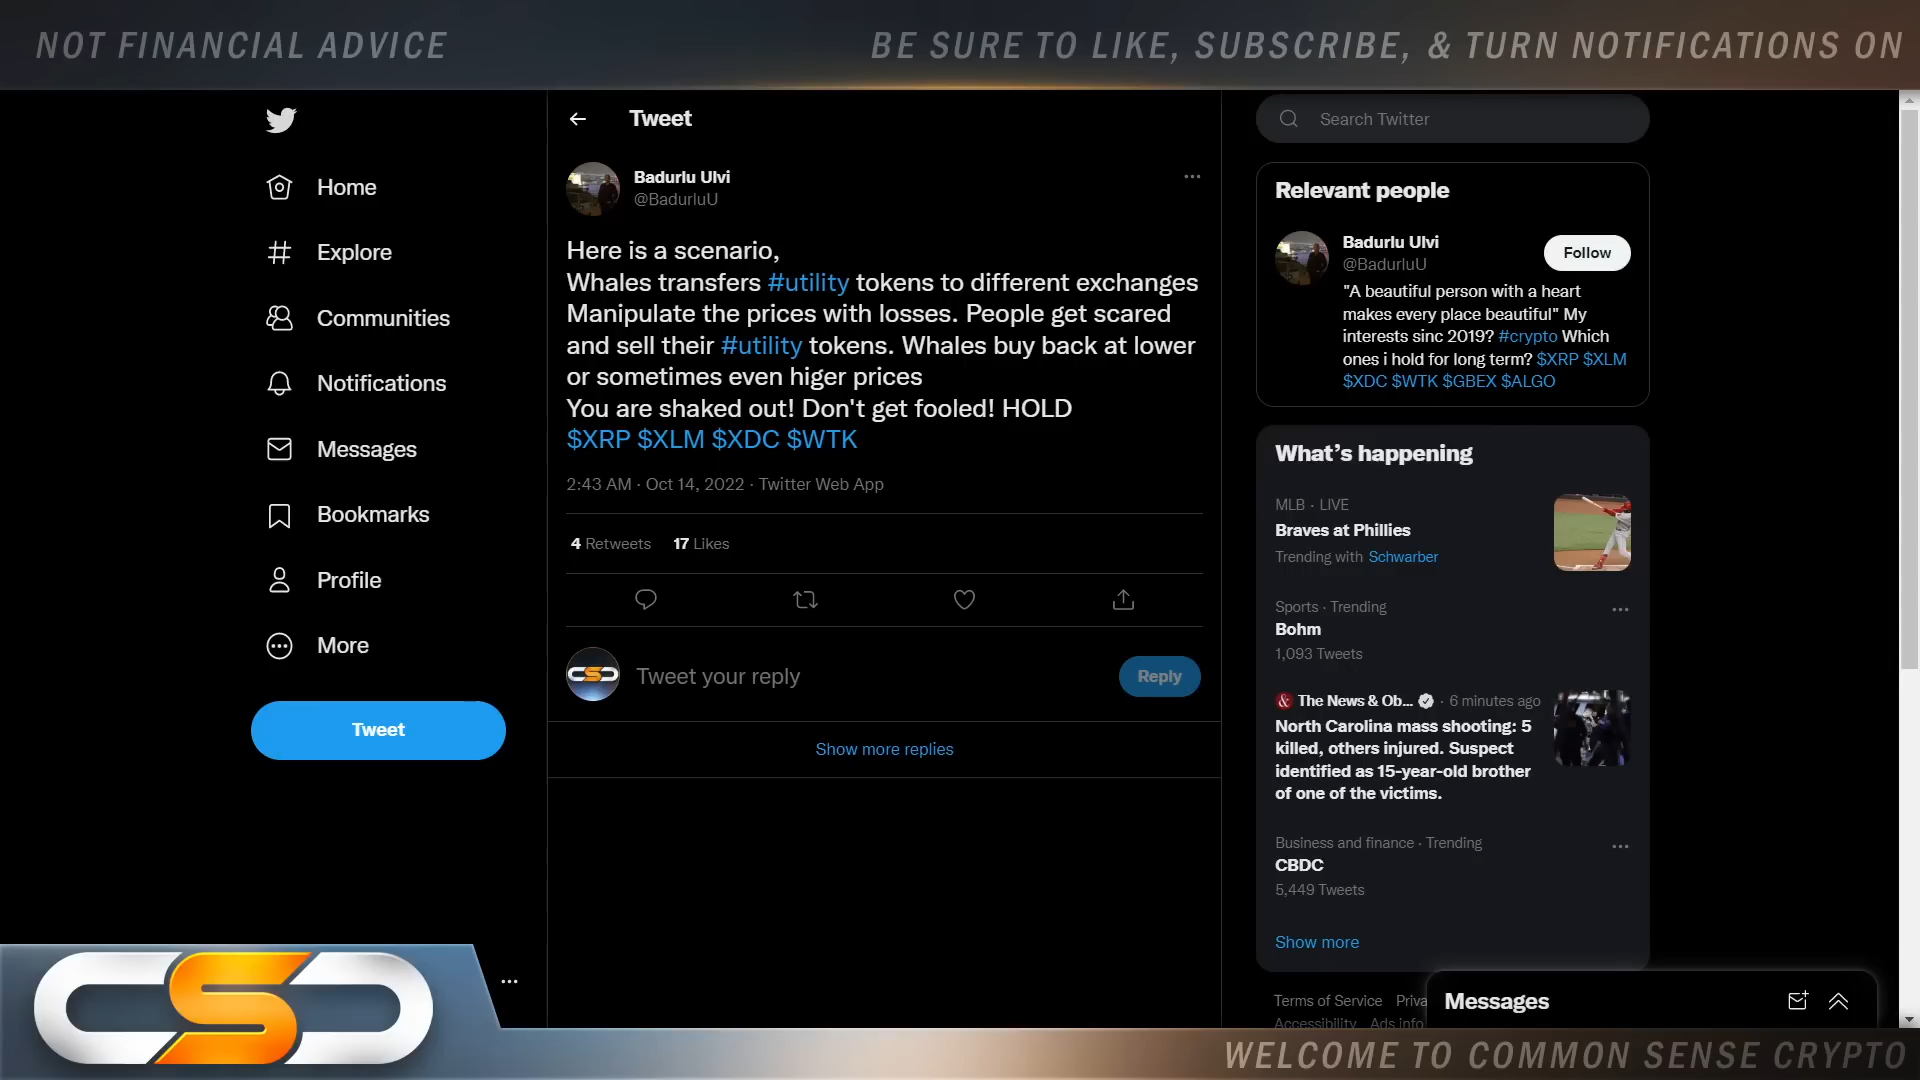 NOT FINANCIAL ADVICE
BE SURE TO LIKE, SUBSCRIBE, & TURN NOTIFICATIONS ON
Home
Explore
Communities
Notifications
Messages
Bookmarks
Profile
More
Tweet
Tweet
Badurlu Ulvi
@BadurluU
Here is a scenario,
Whales transfers #utility tokens to different exchanges
Manipulate the prices with losses. People get scared
and sell their #utility tokens. Whales buy back at lower
or sometimes even higer prices
You are shaked out! Don't get fooled! HOLD
$XRP $XLM $XDC $WTK
2:43 AM · Oct 14, 2022 · Twitter Web App
4 Retweets 17 Likes
Tweet your reply
Reply
Show more replies
Search Twitter
Relevant people
Badurlu Ulvi
@BadurluU
Follow
"A beautiful person with a heart
makes every place beautiful" My
interests sinc 2019? #crypto Which
ones i hold for long term? $XRP $XLM
$XDC $WTK $GBEX $ALGO
What's happening
MLB · LIVE
Braves at Phillies
Trending with Schwarber
Sports · Trending
Bohm
1,093 Tweets
The News & Ob... · 6 minutes ago
North Carolina mass shooting: 5
killed, others injured. Suspect
identified as 15-year-old brother
of one of the victims.
Business and finance · Trending
CBDC
5,449 Tweets
Show more
Terms of Service Priva
Accessibility Ads info
Messages
CSC
WELCOME TO COMMON SENSE CRYPTO